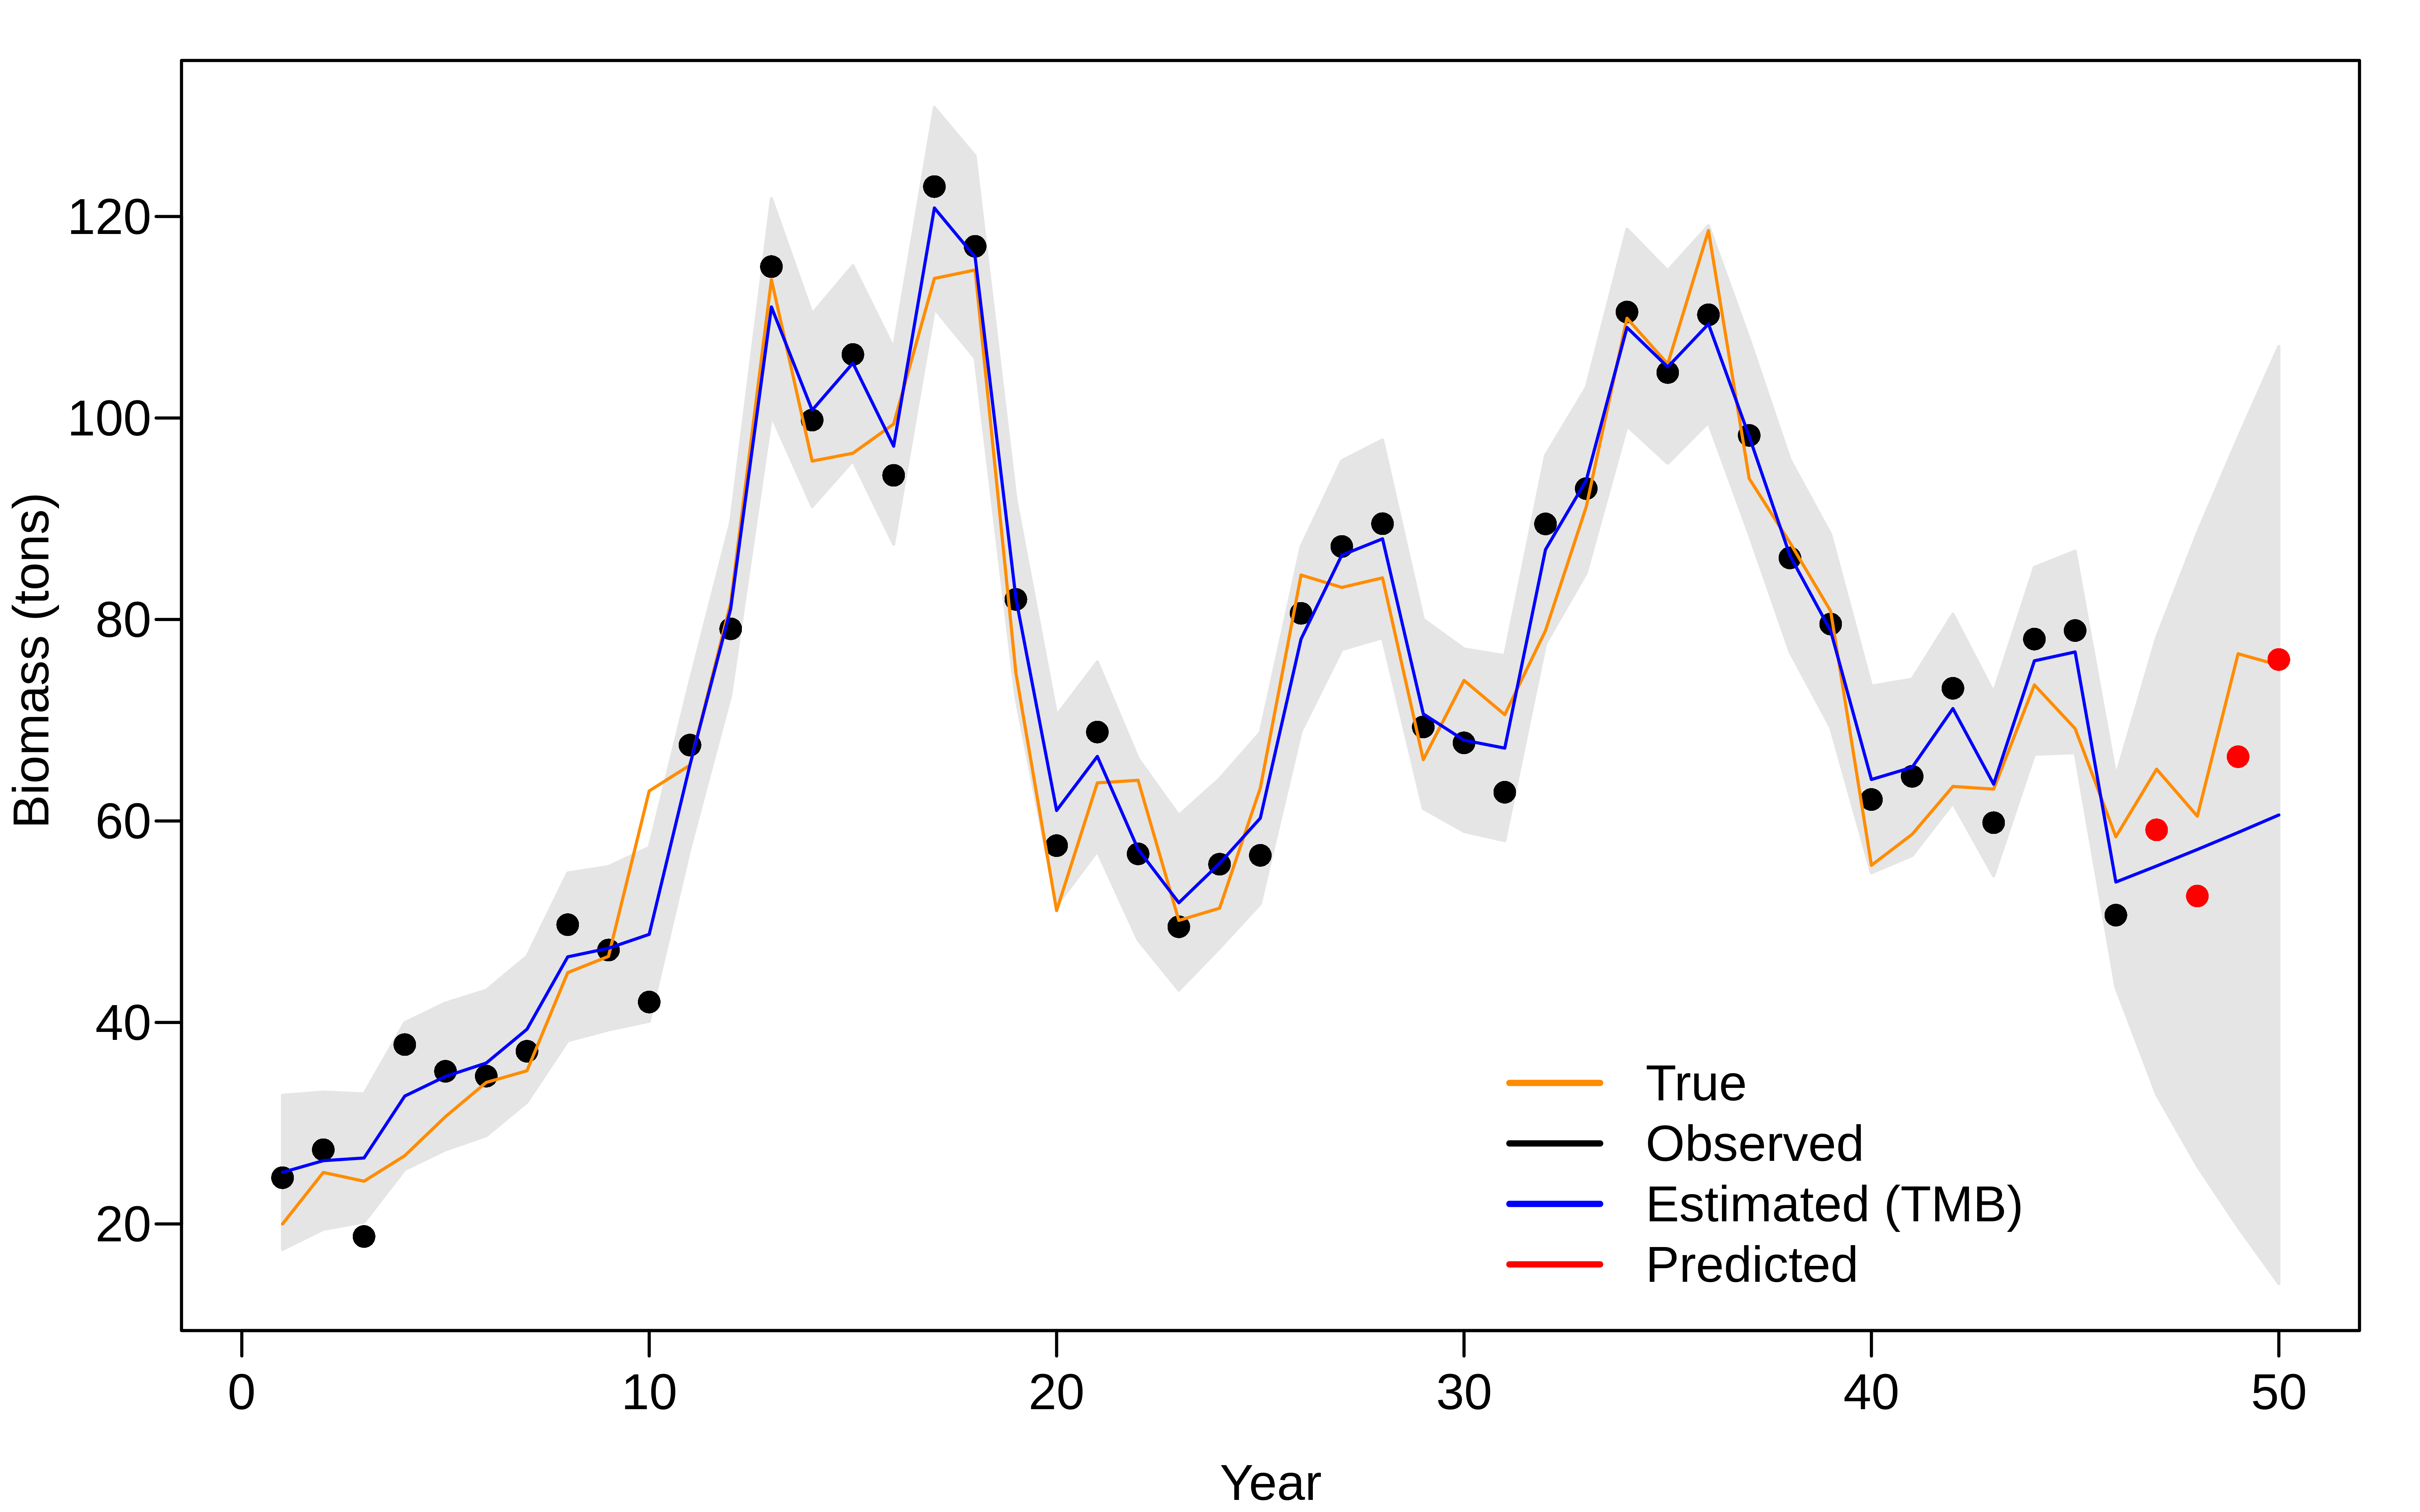 120
100
80
60
40
20
Biomass (tons)
True
Observed
Estimated (TMB)
Predicted
0 10 20 30 40 50
Year